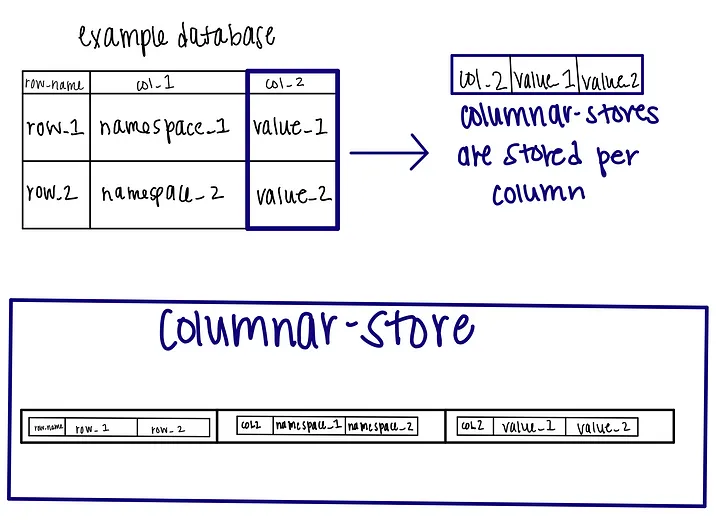 example database
row_name col_1 col_2
row_1 namespace_1 value_1
row_2 namespace_2 value_2
col_2 value_1 value_2
columnar-stores
are stored per
column
columnar-store
row_name row_1 row_2 col2 namespace_1 namespace_2 col2 value_1 value_2